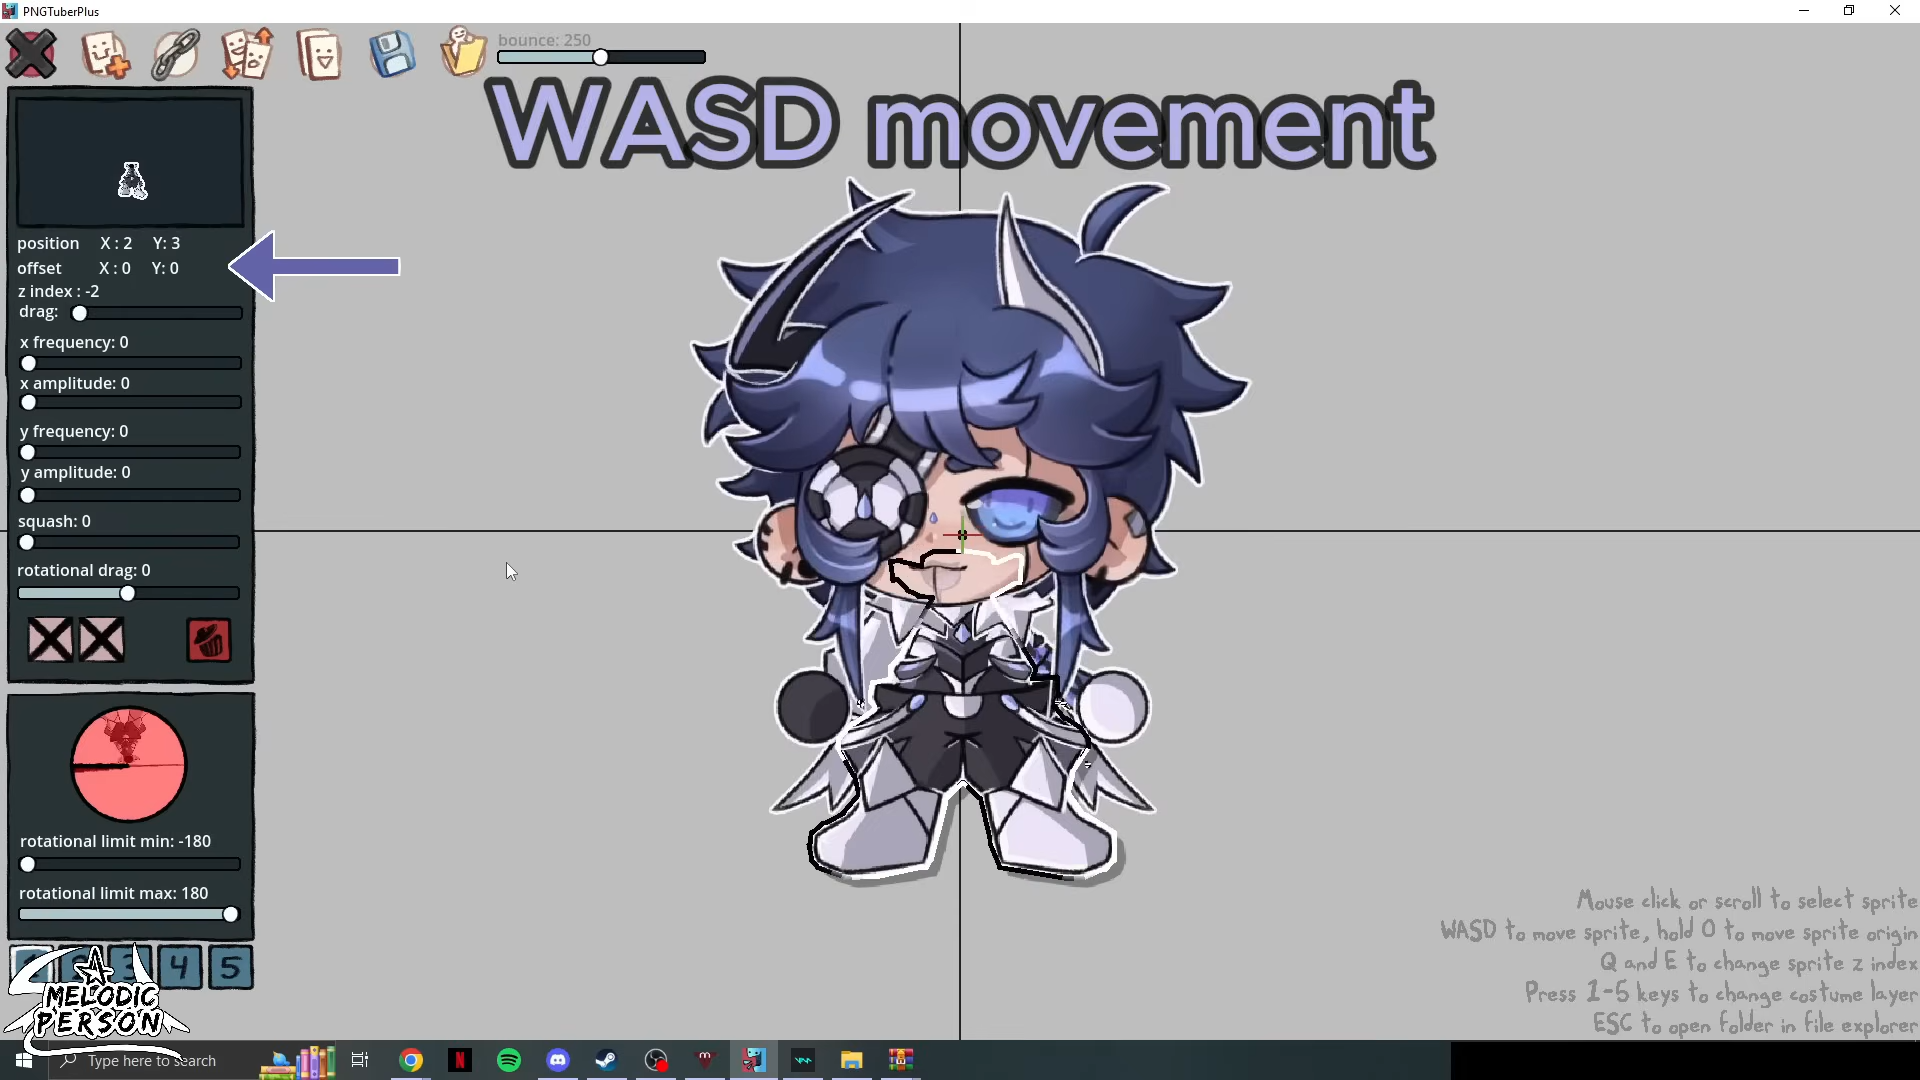 PNGTuberPlus
bounce: 250
WASD movement
position X : 2 Y: 3
offset X : 0 Y: 0
z index : -2
drag:
x frequency: 0
x amplitude: 0
y frequency: 0
y amplitude: 0
squash: 0
rotational drag: 0
rotational limit min: -180
rotational limit max: 180
3 4 5
MELODIC
PERSON
Mouse click or scroll to select sprite
WASD to move sprite, hold O to move sprite origin
Q and E to change sprite z index
Press 1-5 keys to change costume layer
ESC to open folder in file explorer
Type here to search